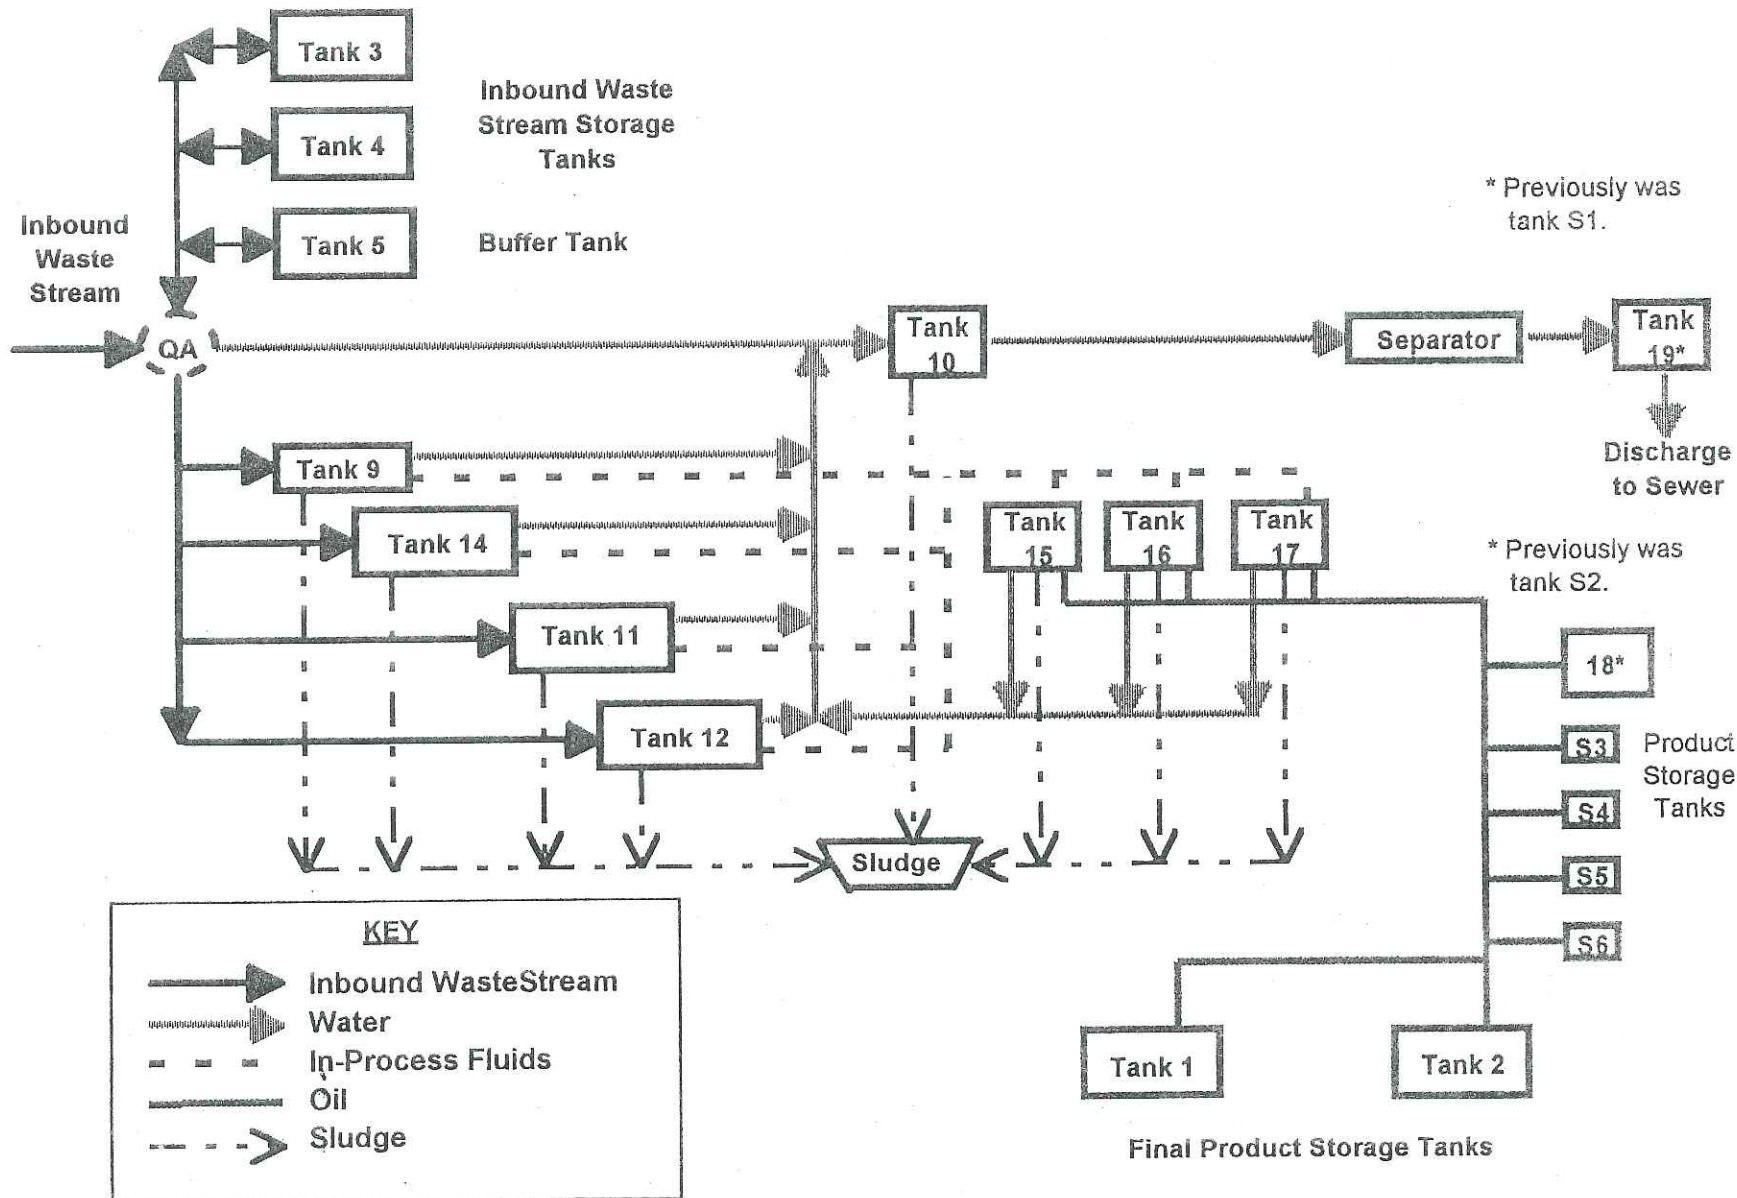 Tank 3
Inbound Waste
Stream Storage
Tanks
Tank 4
* Previously was
tank S1.
Inbound
Waste
Stream
Tank 5
Buffer Tank
QA
Tank
10
Separator
Tank
19*
Discharge
to Sewer
Tank 9
Tank 14
Tank
15
Tank
16
Tank
17
* Previously was
tank S2.
Tank 11
18*
Tank 12
S3
Product
Storage
Tanks
S4
Sludge
S5
S6
KEY
Inbound WasteStream
Water
In-Process Fluids
Oil
Sludge
Tank 1
Tank 2
Final Product Storage Tanks